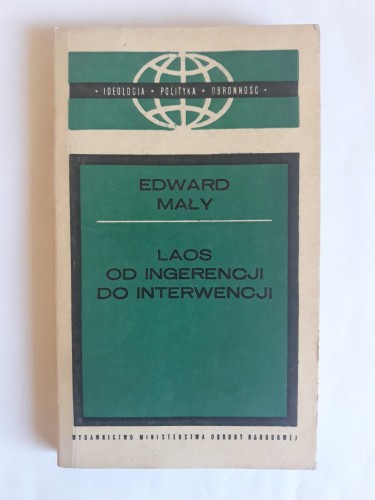 • IDEOLOGIA • POLITYKA • OBRONNOŚĆ •
EDWARD
MAŁY
LAOS
OD INGERENCJI
DO INTERWENCJI
WYDAWNICTWO MINISTERSTWA OBRONY NARODOWEJ